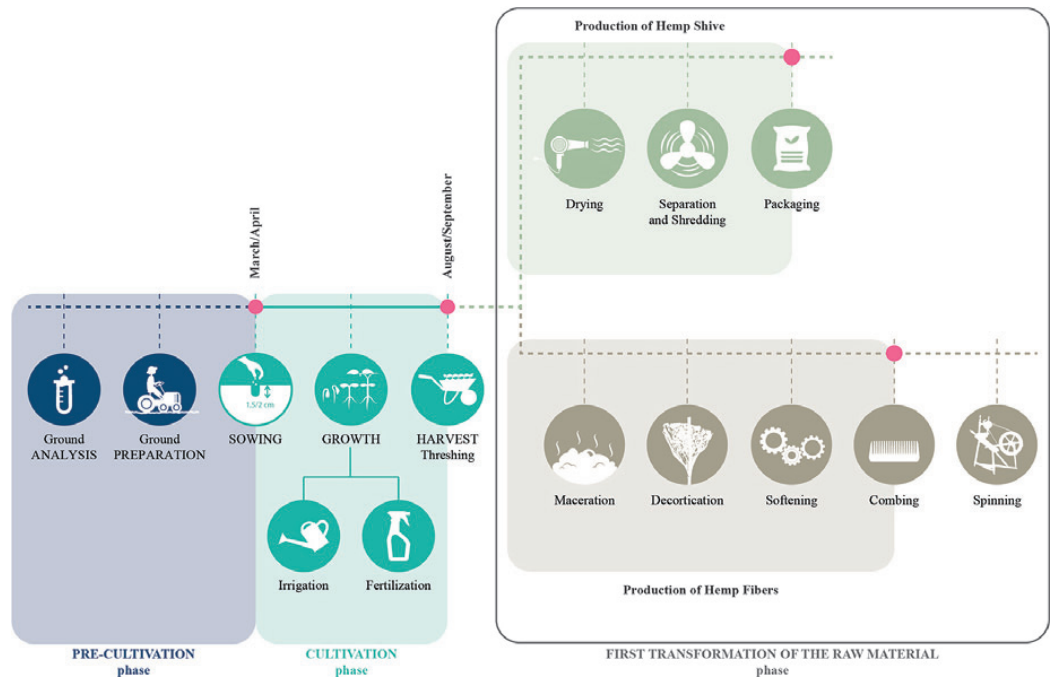 Production of Hemp Shive
Drying
Separation
and Shredding
Packaging
March/April
August/September
1,5/2 cm
Ground
ANALYSIS
Ground
PREPARATION
SOWING
GROWTH
HARVEST
Threshing
Irrigation
Fertilization
Maceration
Decortication
Softening
Combing
Spinning
Production of Hemp Fibers
PRE-CULTIVATION
phase
CULTIVATION
phase
FIRST TRANSFORMATION OF THE RAW MATERIAL
phase